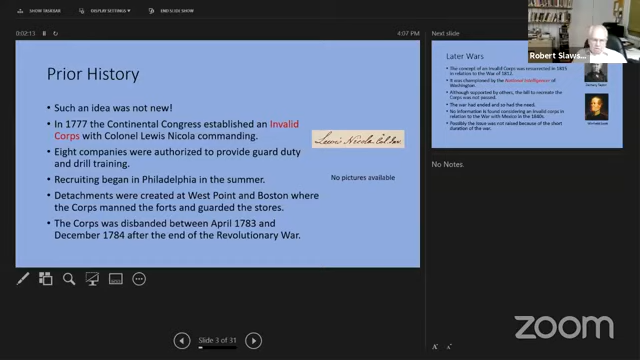 SHOW TASKBAR
DISPLAY SETTINGS ▾
END SLIDE SHOW
0:02:13
4:07 PM
Prior History
• Such an idea was not new!
• In 1777 the Continental Congress established an Invalid
Corps with Colonel Lewis Nicola commanding.
• Eight companies were authorized to provide guard duty
and drill training.
• Recruiting began in Philadelphia in the summer.
• Detachments were created at West Point and Boston where
the Corps manned the forts and guarded the stores.
• The Corps was disbanded between April 1783 and
December 1784 after the end of the Revolutionary War.
Lewis Nicola Col. Inv.
No pictures available
Slide 3 of 31
Next slide
Robert Slaws...
Later Wars
• The concept of an Invalid Corps was resurrected in 1815
in relation to the War of 1812.
• It was championed by the National Intelligencer of
Washington.
• Although supported by others, the bill to recreate the
Corps was not passed.
• The war had ended and so had the need.
• No information is found considering an Invalid Corps in
relation to the War with Mexico in the 1840s.
• Possibly the issue was not raised because of the short
duration of the war.
Zachary Taylor
No Notes.
zoom